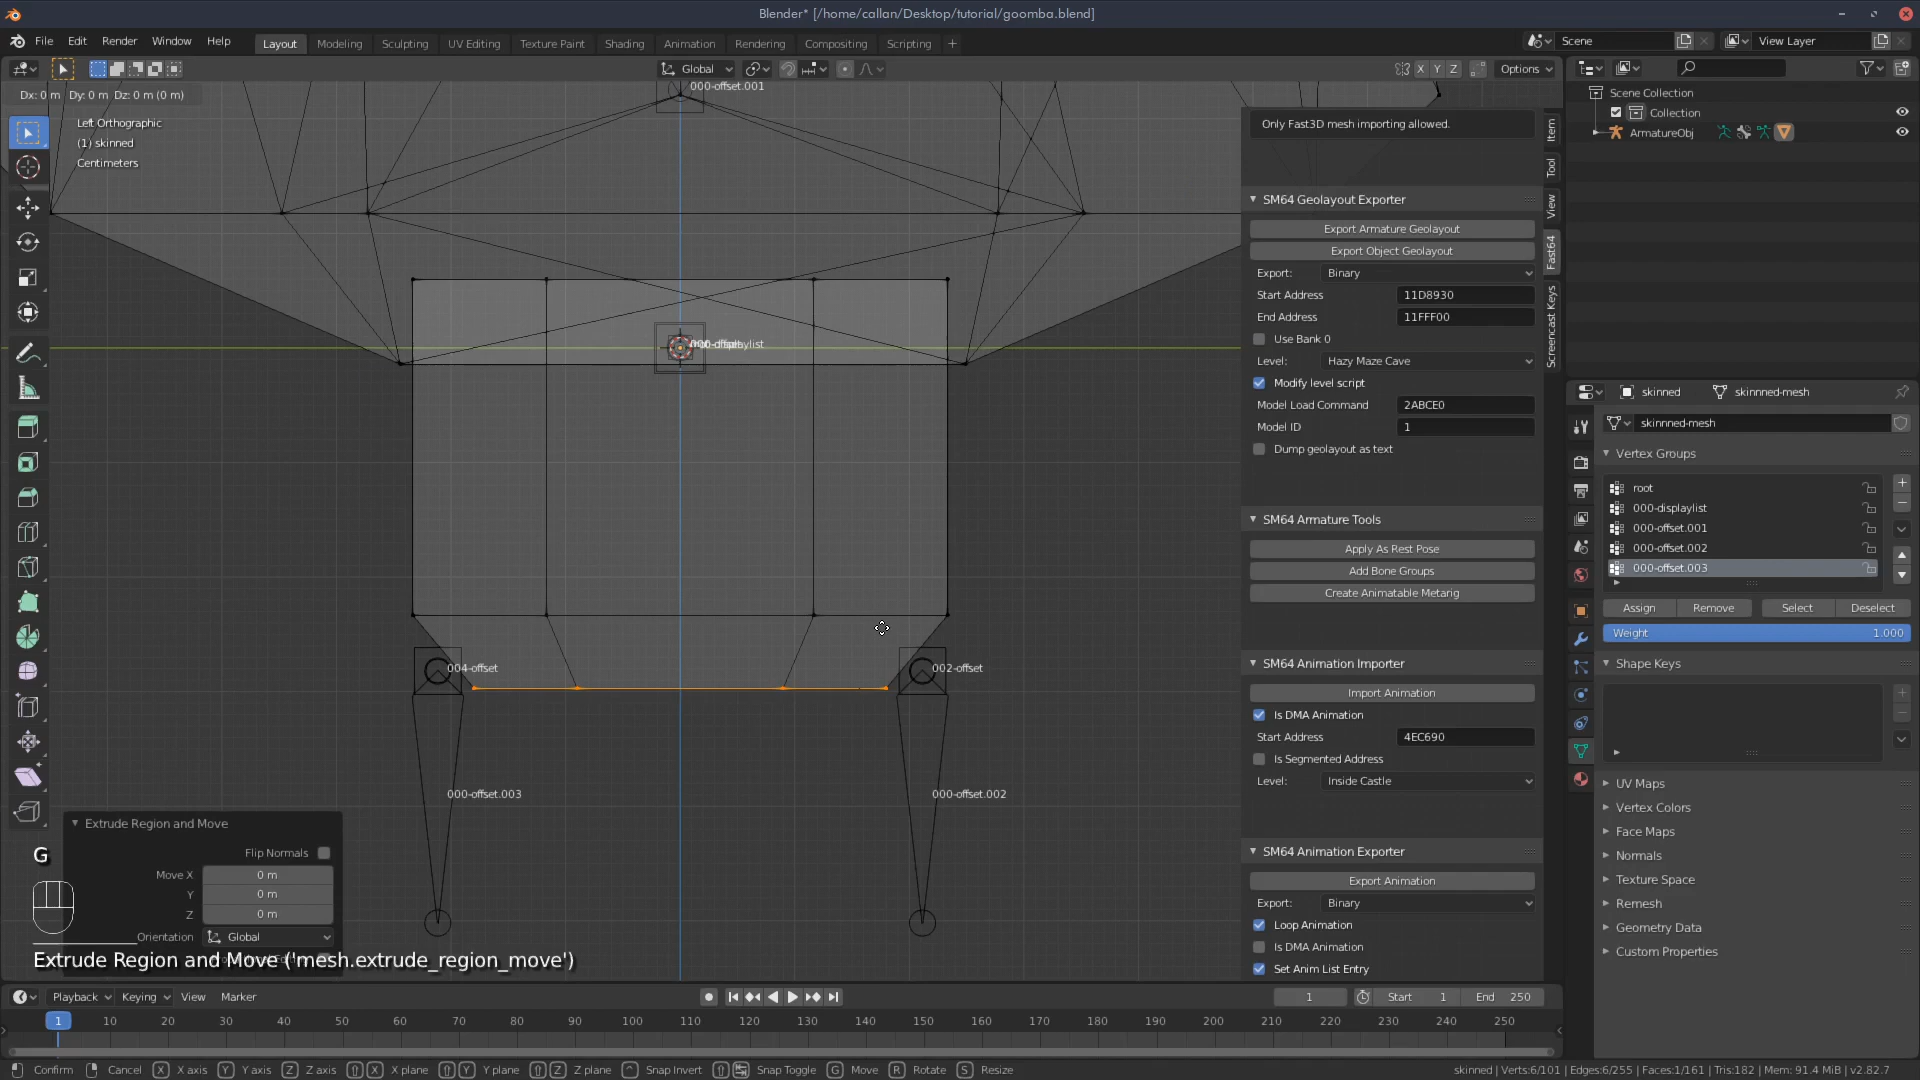 Blender* [/home/callan/Desktop/tutorial/goomba.blend]
File Edit Render Window Help
Layout Modeling Sculpting UV Editing Texture Paint Shading Animation Rendering Compositing Scripting +
Scene
View Layer
Global
X Y Z
Options
Dx: 0 m Dy: 0 m Dz: 0 m (0 m)
Left Orthographic
(1) skinned
Centimeters
000-offset.001
004-offset
002-offset
000-offset.003
000-offset.002
Extrude Region and Move
Flip Normals
Move X 0 m
Y 0 m
Z 0 m
Orientation Global
G
Extrude Region and Move ('mesh.extrude_region_move')
Only Fast3D mesh importing allowed.
SM64 Geolayout Exporter
Export Armature Geolayout
Export Object Geolayout
Export: Binary
Start Address 11D8930
End Address 11FFF00
Use Bank 0
Level: Hazy Maze Cave
Modify level script
Model Load Command 2ABCE0
Model ID 1
Dump geolayout as text
SM64 Armature Tools
Apply As Rest Pose
Add Bone Groups
Create Animatable Metarig
SM64 Animation Importer
Import Animation
Is DMA Animation
Start Address 4EC690
Is Segmented Address
Level: Inside Castle
SM64 Animation Exporter
Export Animation
Export: Binary
Loop Animation
Is DMA Animation
Set Anim List Entry
Item
Tool
View
Fast64
Screencast Keys
Scene Collection
Collection
ArmatureObj
skinned skinnned-mesh
skinnned-mesh
Vertex Groups
root
000-displaylist
000-offset.001
000-offset.002
000-offset.003
Assign Remove Select Deselect
Weight 1.000
Shape Keys
UV Maps
Vertex Colors
Face Maps
Normals
Texture Space
Remesh
Geometry Data
Custom Properties
Playback Keying View Marker
1 Start 1 End 250
1 10 20 30 40 50 60 70 80 90 100 110 120 130 140 150 160 170 180 190 200 210 220 230 240 250
Confirm Cancel X X axis Y Y axis Z Z axis X X plane Y Y plane Z Z plane Snap Invert Snap Toggle G Move R Rotate S Resize
skinned | Verts:6/101 | Edges:6/255 | Faces:1/161 | Tris:182 | Mem: 91.4 MiB | v2.82.7